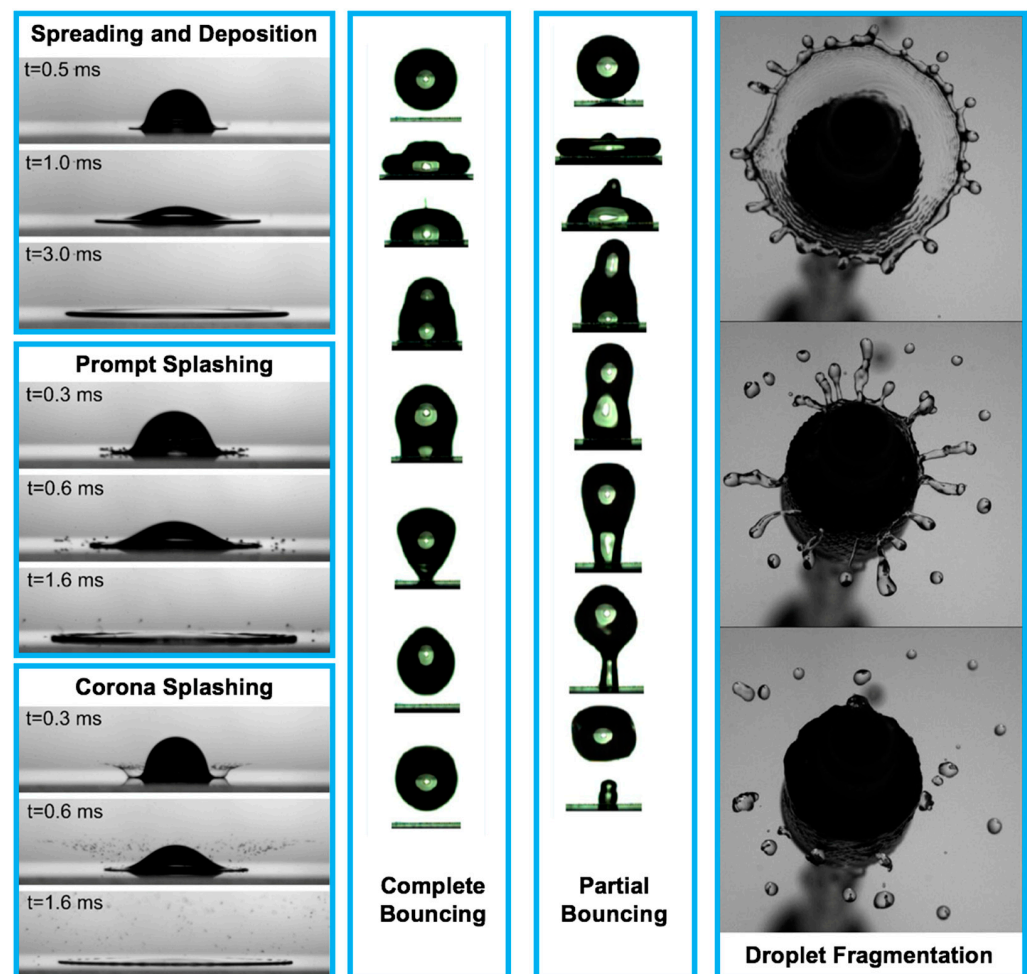 Spreading and Deposition
t=0.5 ms
t=1.0 ms
t=3.0 ms
Prompt Splashing
t=0.3 ms
t=0.6 ms
t=1.6 ms
Corona Splashing
t=0.3 ms
t=0.6 ms
t=1.6 ms
Complete
Bouncing
Partial
Bouncing
Droplet Fragmentation